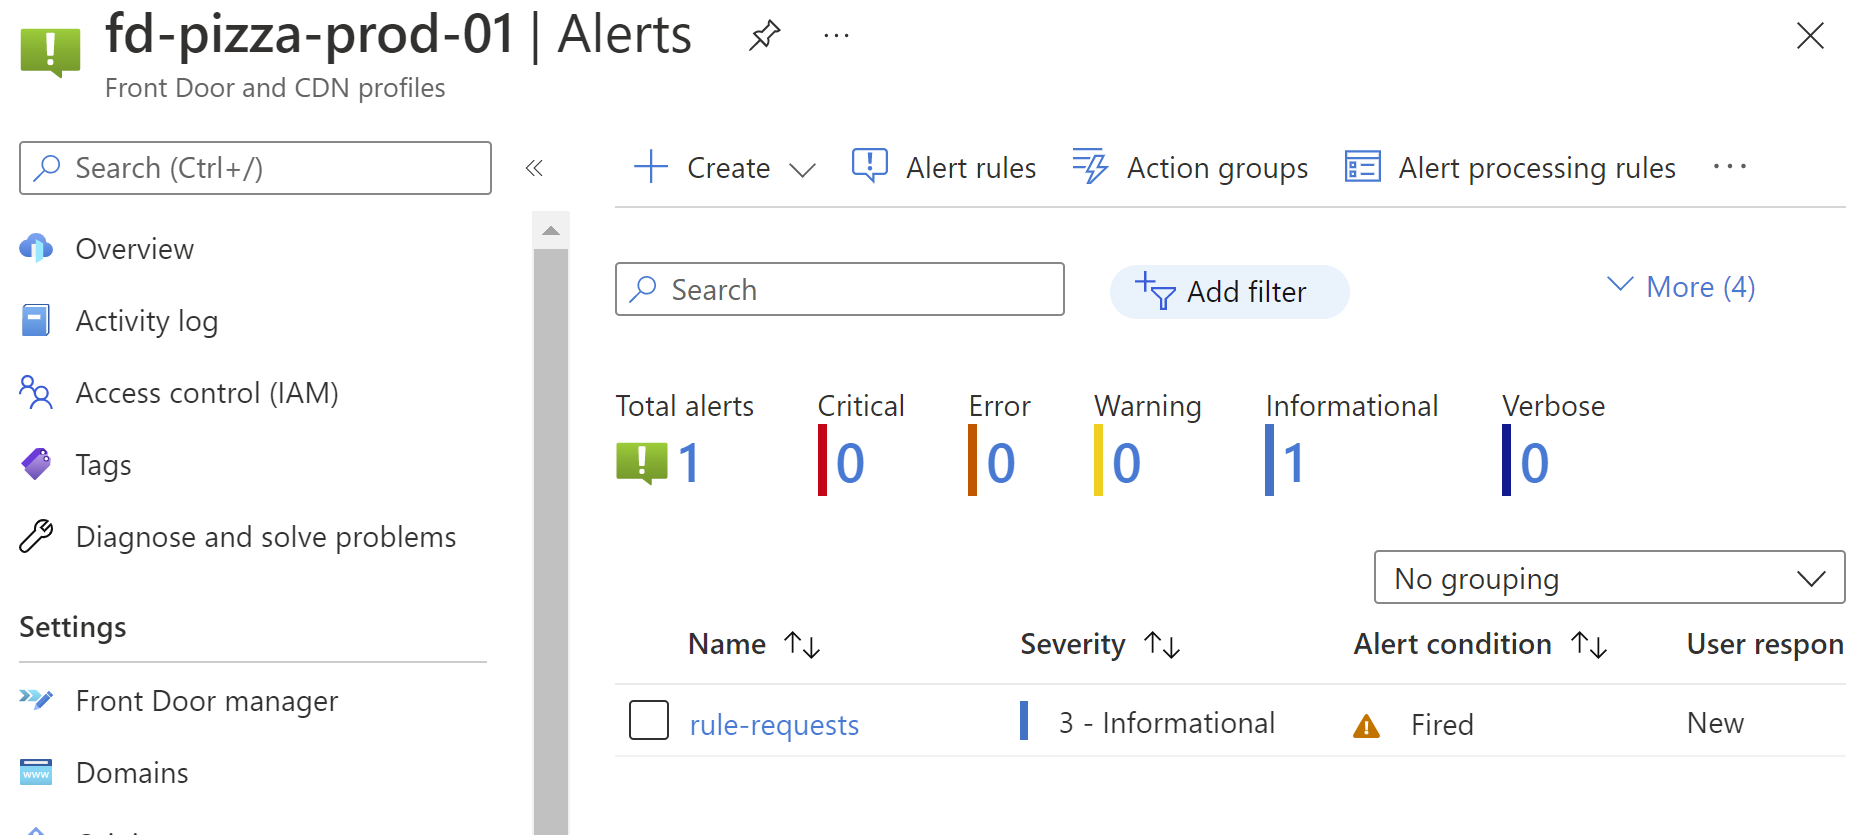 fd-pizza-prod-01 | Alerts
Front Door and CDN profiles
Search (Ctrl+/)
Overview
Activity log
Access control (IAM)
Tags
Diagnose and solve problems
Settings
Front Door manager
Domains
Create
Alert rules
Action groups
Alert processing rules
Search
Add filter
More (4)
Total alerts Critical Error Warning Informational Verbose
1 0 0 0 1 0
No grouping
Name Severity Alert condition User respon
rule-requests 3 - Informational Fired New